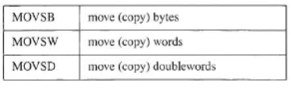 MOVSB move (copy) bytes
MOVSW move (copy) words
MOVSD move (copy) doublewords